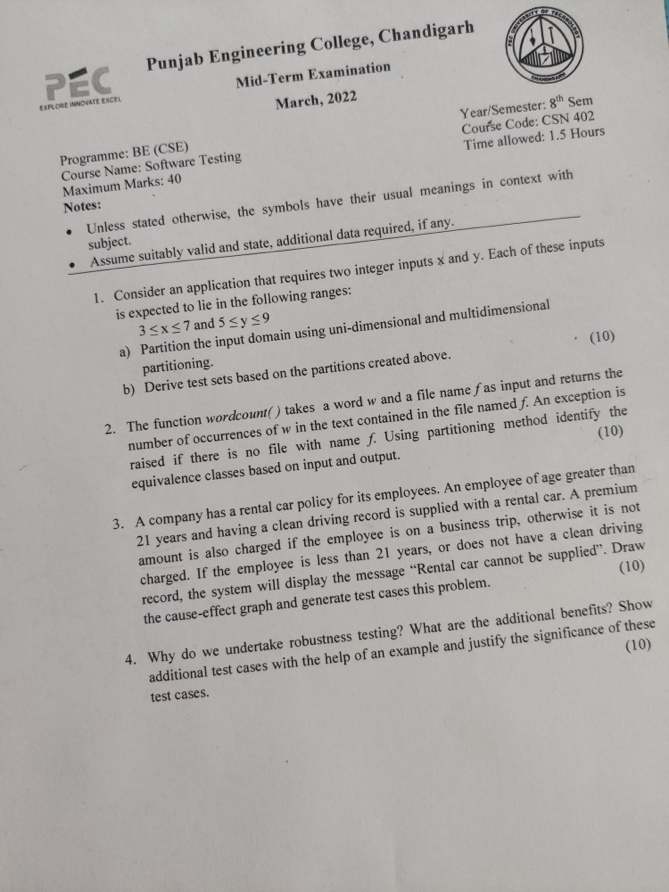 PEC
EXPLORE INNOVATE EXCEL
Punjab Engineering College, Chandigarh
Mid-Term Examination
March, 2022
PEC UNIVERSITY OF TECHNOLOGY
CHANDIGARH
Programme: BE (CSE)
Course Name: Software Testing
Maximum Marks: 40
Year/Semester: 8th Sem
Course Code: CSN 402
Time allowed: 1.5 Hours
Notes:
• Unless stated otherwise, the symbols have their usual meanings in context with
subject.
• Assume suitably valid and state, additional data required, if any.
1. Consider an application that requires two integer inputs x and y. Each of these inputs
is expected to lie in the following ranges:
3 ≤ x ≤ 7 and 5 ≤ y ≤ 9
a) Partition the input domain using uni-dimensional and multidimensional
partitioning.
b) Derive test sets based on the partitions created above. (10)
2. The function wordcount( ) takes a word w and a file name f as input and returns the
number of occurrences of w in the text contained in the file named f. An exception is
raised if there is no file with name f. Using partitioning method identify the
equivalence classes based on input and output. (10)
3. A company has a rental car policy for its employees. An employee of age greater than
21 years and having a clean driving record is supplied with a rental car. A premium
amount is also charged if the employee is on a business trip, otherwise it is not
charged. If the employee is less than 21 years, or does not have a clean driving
record, the system will display the message “Rental car cannot be supplied”. Draw
the cause-effect graph and generate test cases this problem. (10)
4. Why do we undertake robustness testing? What are the additional benefits? Show
additional test cases with the help of an example and justify the significance of these
test cases. (10)